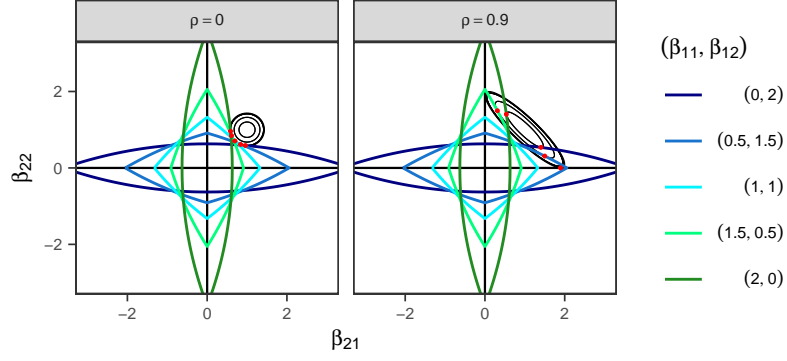 ρ = 0
ρ = 0.9
(β₁₁, β₁₂)
(0, 2)
(0.5, 1.5)
(1, 1)
(1.5, 0.5)
(2, 0)
β₂₂
2
0
−2
−2 0 2
−2 0 2
β₂₁